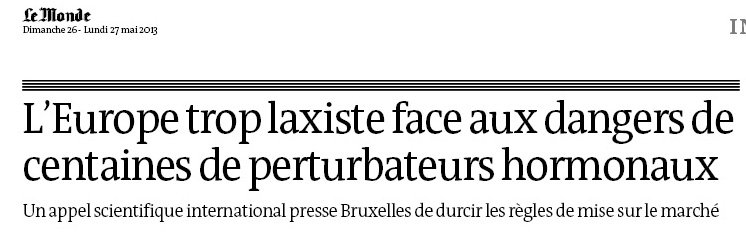 Le Monde
Dimanche 26 - Lundi 27 mai 2013
L’Europe trop laxiste face aux dangers de
centaines de perturbateurs hormonaux
Un appel scientifique international presse Bruxelles de durcir les règles de mise sur le marché